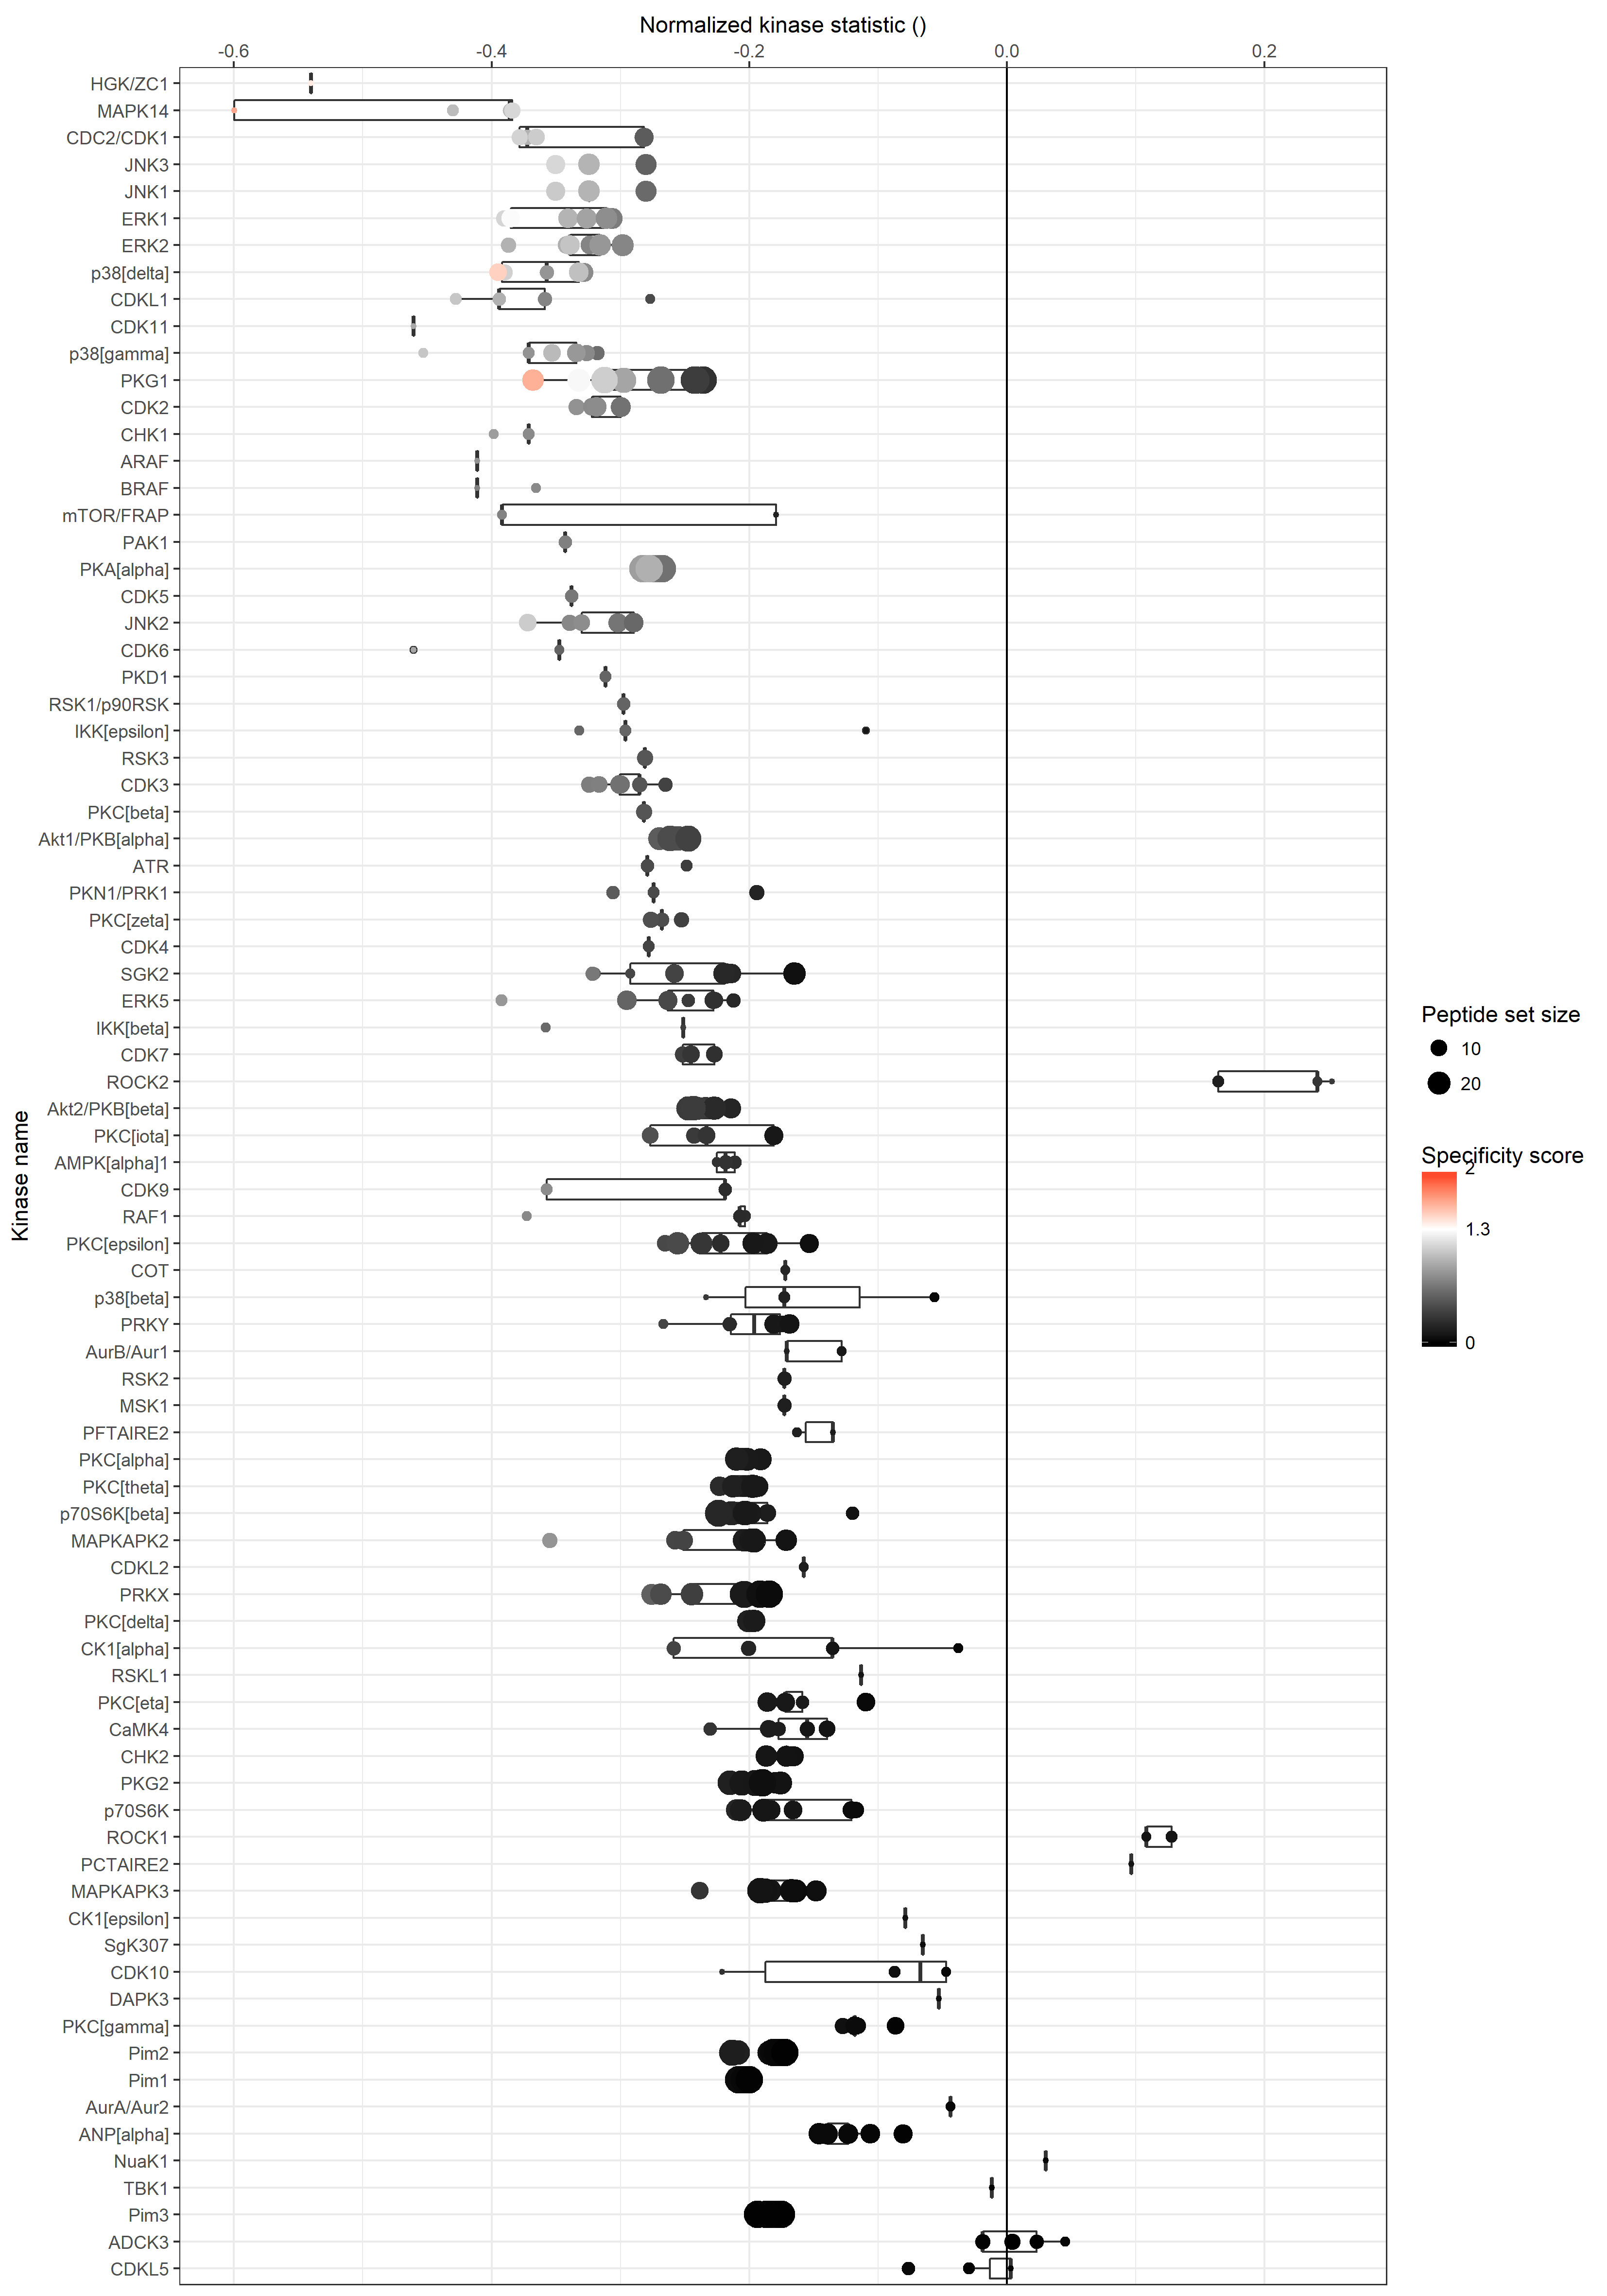 Normalized kinase statistic ()
-0.6 -0.4 -0.2 0.0 0.2
HGK/ZC1
MAPK14
CDC2/CDK1
JNK3
JNK1
ERK1
ERK2
p38[delta]
CDKL1
CDK11
p38[gamma]
PKG1
CDK2
CHK1
ARAF
BRAF
mTOR/FRAP
PAK1
PKA[alpha]
CDK5
JNK2
CDK6
PKD1
RSK1/p90RSK
IKK[epsilon]
RSK3
CDK3
PKC[beta]
Akt1/PKB[alpha]
ATR
PKN1/PRK1
PKC[zeta]
CDK4
SGK2
ERK5
IKK[beta]
CDK7
ROCK2
Akt2/PKB[beta]
PKC[iota]
AMPK[alpha]1
CDK9
RAF1
PKC[epsilon]
COT
p38[beta]
PRKY
AurB/Aur1
RSK2
MSK1
PFTAIRE2
PKC[alpha]
PKC[theta]
p70S6K[beta]
MAPKAPK2
CDKL2
PRKX
PKC[delta]
CK1[alpha]
RSKL1
PKC[eta]
CaMK4
CHK2
PKG2
p70S6K
ROCK1
PCTAIRE2
MAPKAPK3
CK1[epsilon]
SgK307
CDK10
DAPK3
PKC[gamma]
Pim2
Pim1
AurA/Aur2
ANP[alpha]
NuaK1
TBK1
Pim3
ADCK3
CDKL5
Kinase name
Peptide set size
10
20
Specificity score
2
1.3
0